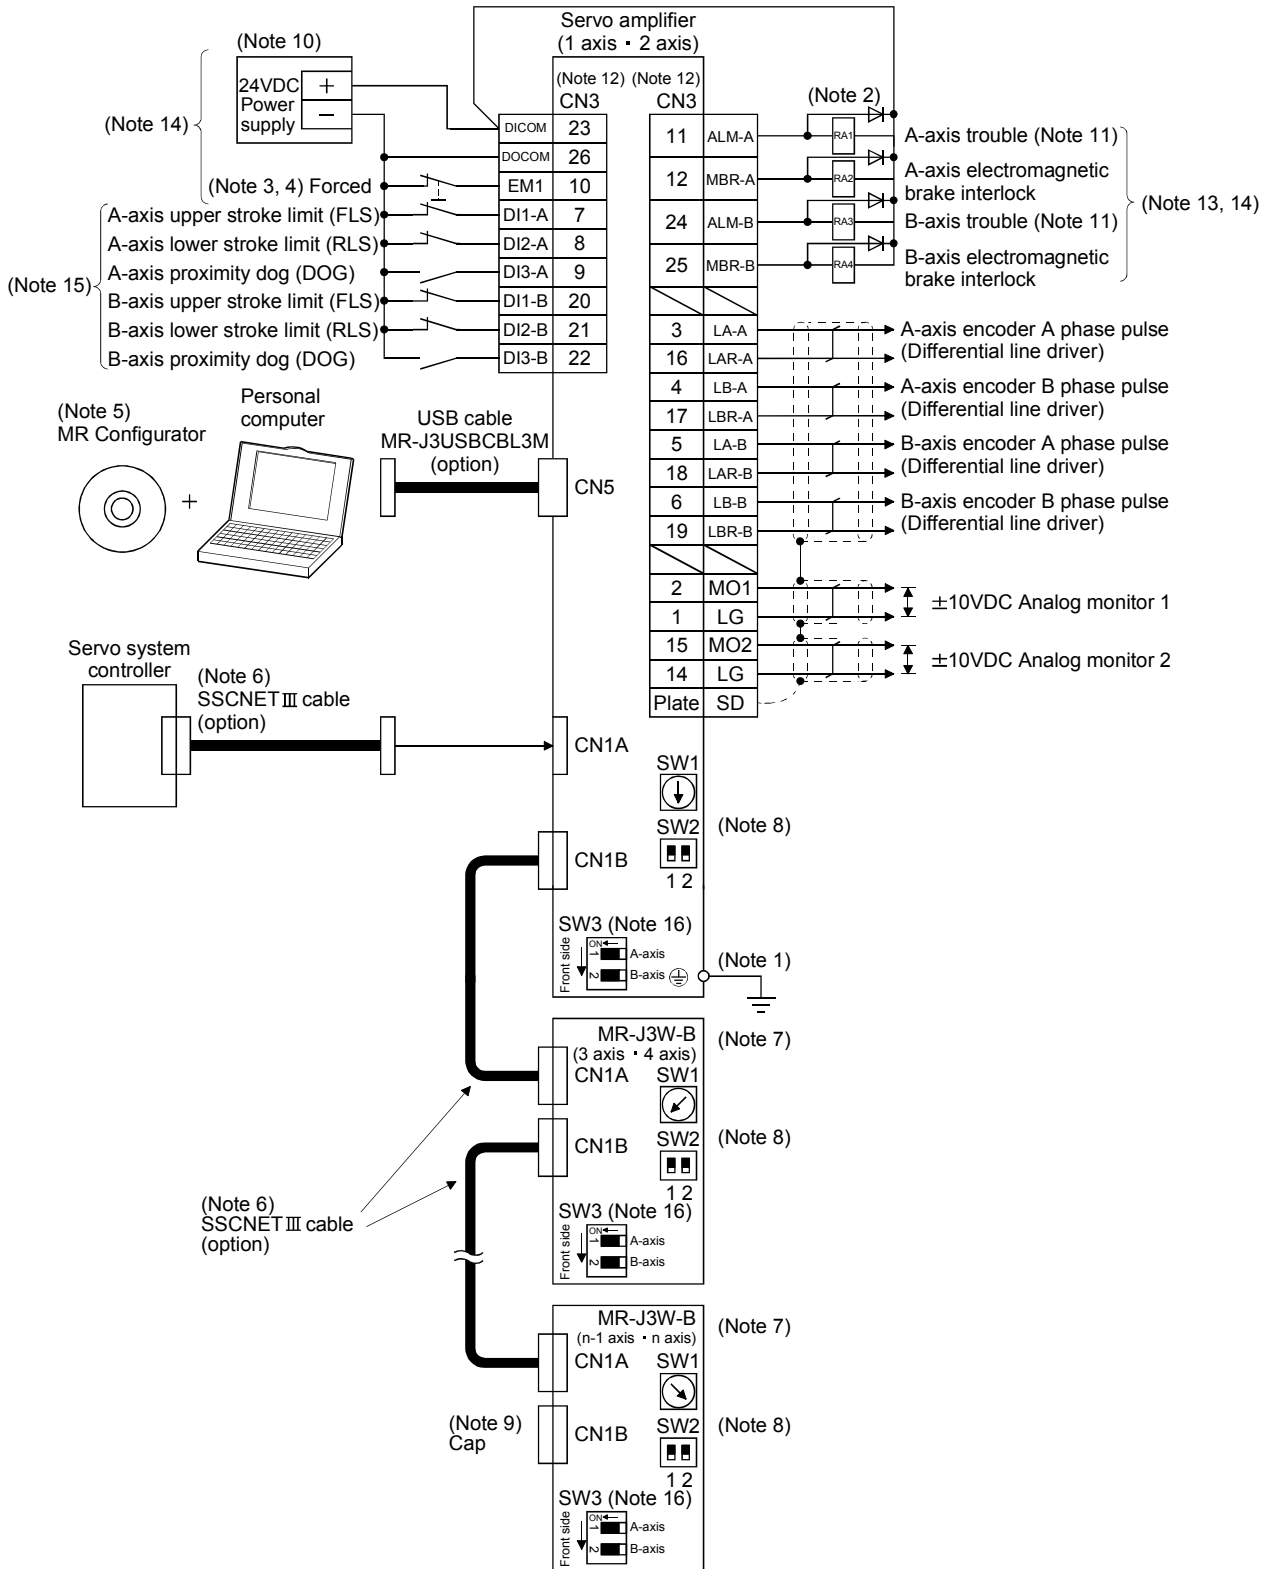 Servo amplifier
(1 axis・2 axis)
(Note 10)
24VDC
Power
supply
+
−
(Note 14)
(Note 12) (Note 12)
CN3 CN3
DICOM 23
DOCOM 26
EM1 10
DI1-A 7
DI2-A 8
DI3-A 9
DI1-B 20
DI2-B 21
DI3-B 22
(Note 3, 4) Forced
A-axis upper stroke limit (FLS)
A-axis lower stroke limit (RLS)
A-axis proximity dog (DOG)
B-axis upper stroke limit (FLS)
B-axis lower stroke limit (RLS)
B-axis proximity dog (DOG)
(Note 15)
11 ALM-A
12 MBR-A
24 ALM-B
25 MBR-B
(Note 2)
RA1
RA2
RA3
RA4
A-axis trouble (Note 11)
A-axis electromagnetic
brake interlock
B-axis trouble (Note 11)
B-axis electromagnetic
brake interlock
(Note 13, 14)
3 LA-A
16 LAR-A
4 LB-A
17 LBR-A
5 LA-B
18 LAR-B
6 LB-B
19 LBR-B
A-axis encoder A phase pulse
(Differential line driver)
A-axis encoder B phase pulse
(Differential line driver)
B-axis encoder A phase pulse
(Differential line driver)
B-axis encoder B phase pulse
(Differential line driver)
2 MO1
1 LG
15 MO2
14 LG
Plate SD
±10VDC Analog monitor 1
±10VDC Analog monitor 2
(Note 5)
MR Configurator
+
Personal
computer
USB cable
MR-J3USBCBL3M
(option)
CN5
Servo system
controller
(Note 6)
SSCNETⅢ cable
(option)
CN1A
SW1
SW2
1 2
(Note 8)
CN1B
SW3 (Note 16)
Front side
ON
1
2
A-axis
B-axis
(Note 1)
MR-J3W-B
(3 axis・4 axis)
(Note 7)
CN1A
SW1
CN1B
SW2
1 2
(Note 8)
SW3 (Note 16)
Front side
ON
1
2
A-axis
B-axis
(Note 6)
SSCNETⅢ cable
(option)
MR-J3W-B
(n-1 axis・n axis)
(Note 7)
CN1A
SW1
(Note 9)
Cap
CN1B
SW2
1 2
(Note 8)
SW3 (Note 16)
Front side
ON
1
2
A-axis
B-axis